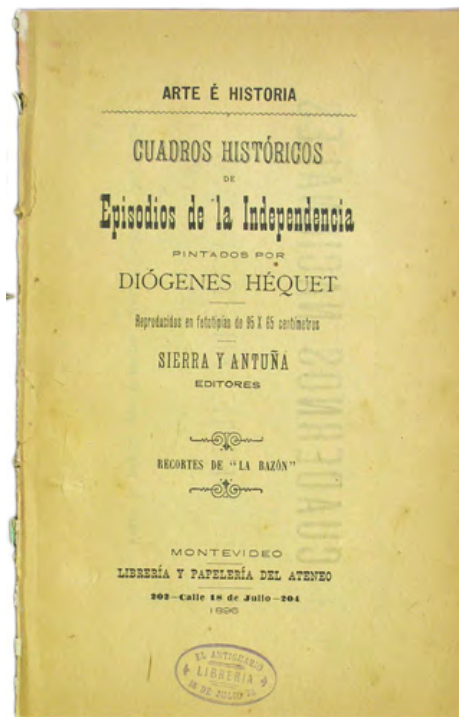 ARTE É HISTORIA
CUADROS HISTÓRICOS
DE
Episodios de la Independencia
PINTADOS POR
DIÓGENES HÉQUET
Reproducidos en fototipias de 95 X 65 centímetros
SIERRA Y ANTUÑA
EDITORES
RECORTES DE "LA RAZÓN"
MONTEVIDEO
LIBRERÍA Y PAPELERÍA DEL ATENEO
202—Calle 18 de Julio—204
1896
EL ANTICUARIO
LIBRERIA
18 DE JULIO